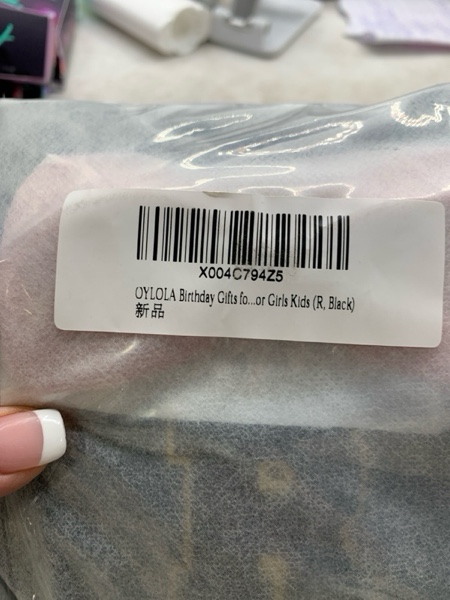 X004C794Z5
OYLOLA Birthday Gifts fo...or Girls Kids (R, Black)
新品